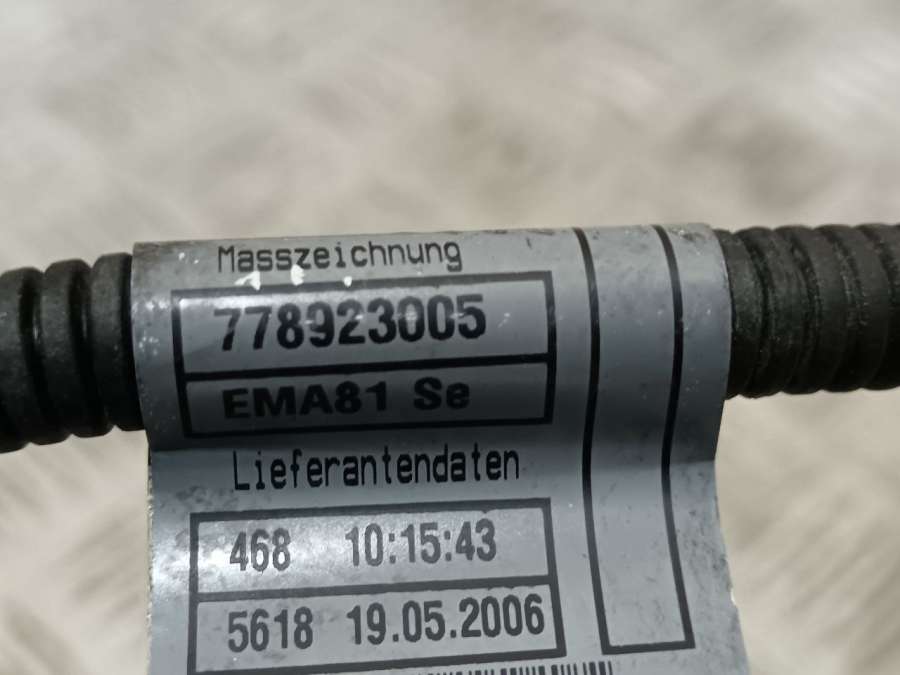 Masszeichnung
778923005
EMA81 Se
Lieferantendaten
468 10:15:43
5618 19.05.2006